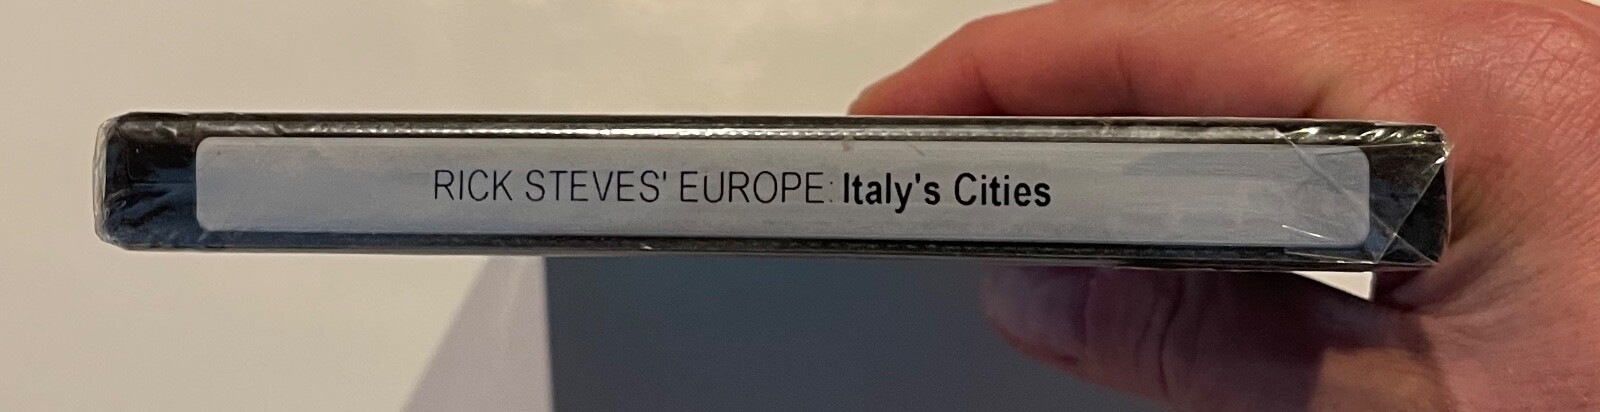 RICK STEVES' EUROPE: Italy's Cities